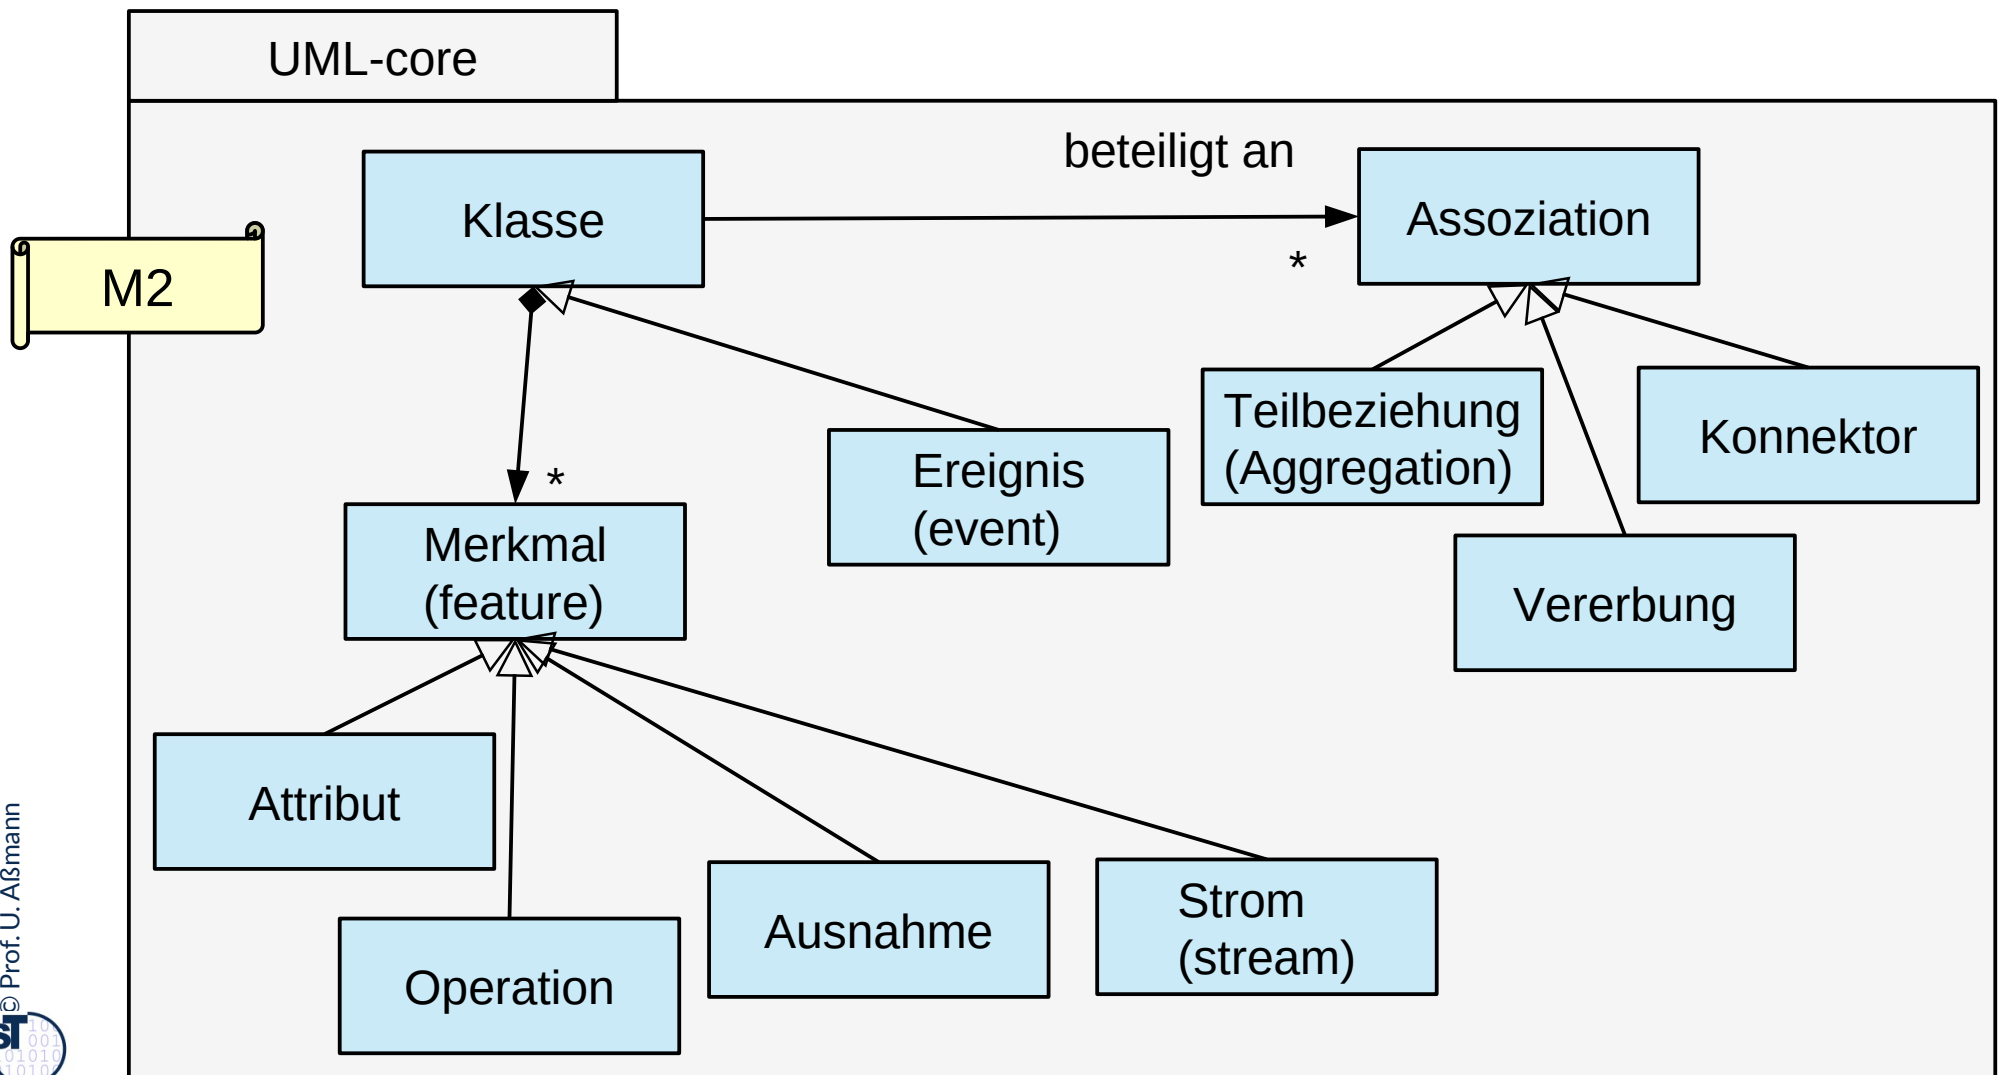 UML-core
beteiligt an
Klasse
Assoziation
*
M2
Teilbeziehung
(Aggregation)
Konnektor
Ereignis
(event)
*
Merkmal
(feature)
Vererbung
Attribut
Ausnahme
Strom
(stream)
Operation
© Prof. U. Aßmann
ST